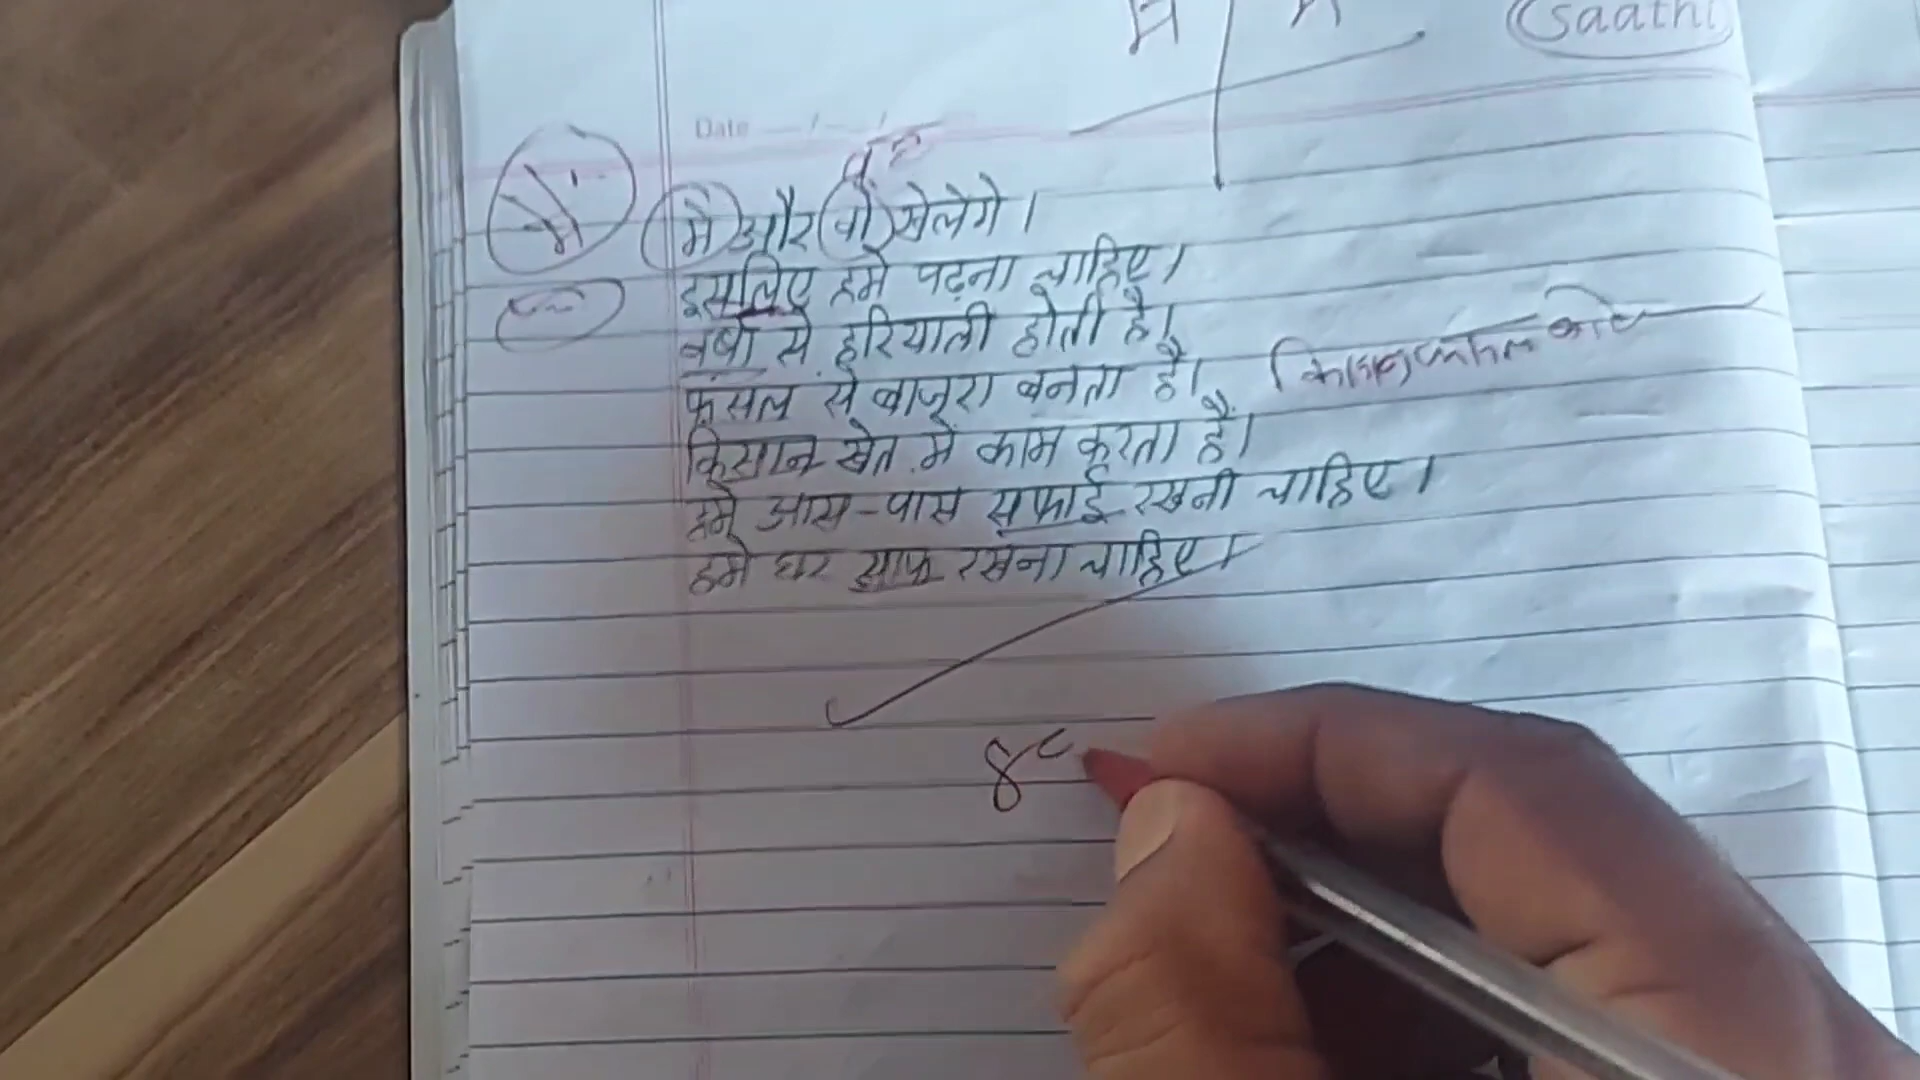 Saathi
Date
वह
मै और वो खेलेगे।
इसलिए हमे पढ़ना चाहिए।
वर्षा से हरियाली होती है।
फसल से बाजरा बनता है।
किसान खेत में काम करता है।
हमे आस-पास सफाई रखनी चाहिए।
हमे घर साफ रखना चाहिए।